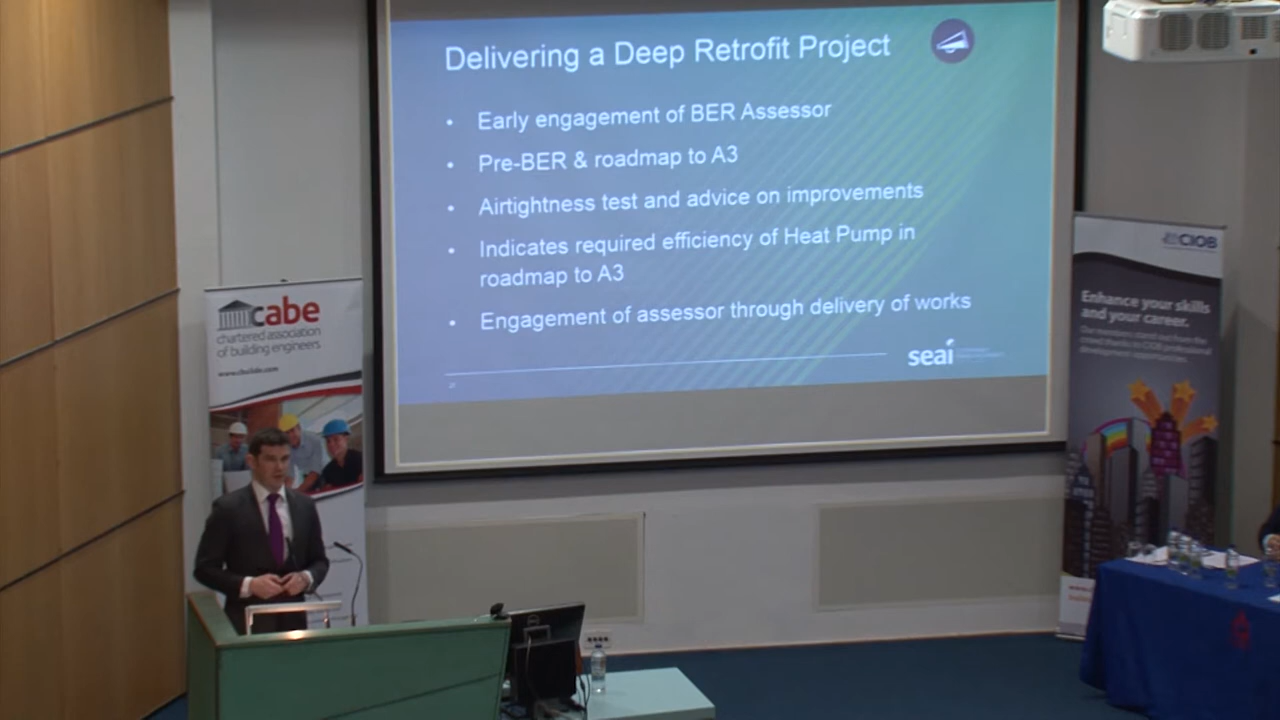 Delivering a Deep Retrofit Project
• Early engagement of BER Assessor
• Pre-BER & roadmap to A3
• Airtightness test and advice on improvements
• Indicates required efficiency of Heat Pump in
roadmap to A3
• Engagement of assessor through delivery of works
seai
cabe
chartered association
of building engineers
CIOB
Enhance your skills
and your career.